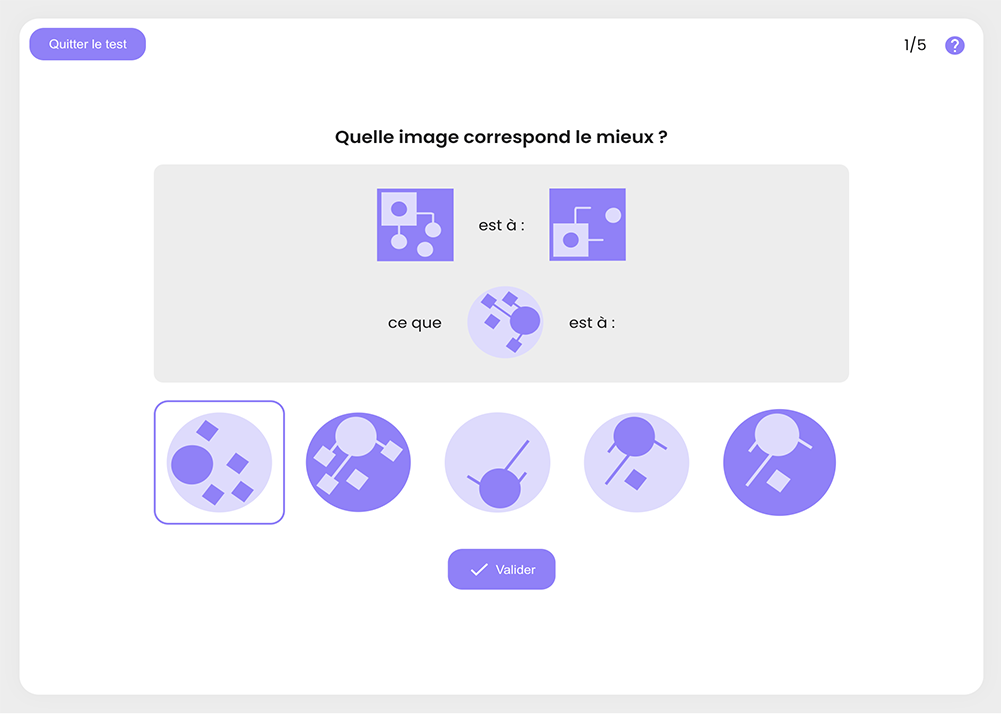 Quitter le test
1/5
?
Quelle image correspond le mieux ?
est à :
ce que
est à :
Valider